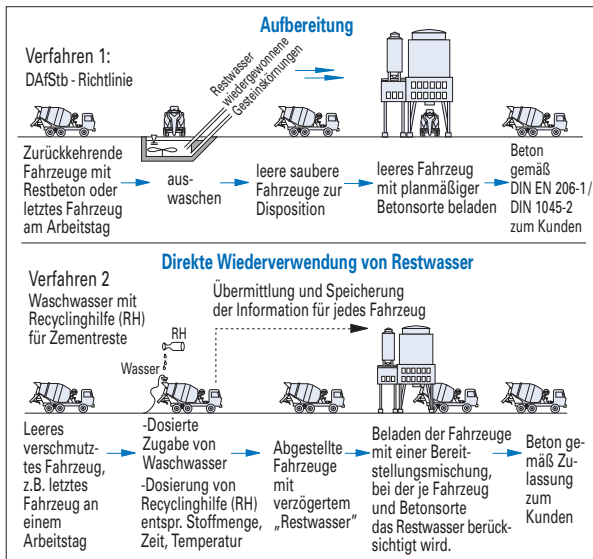 Aufbereitung
Verfahren 1:
DAfStb - Richtlinie
Restwasser
wiedergewonnene
Gesteinskörnungen
Zurückkehrende
Fahrzeuge mit
Restbeton oder
letztes Fahrzeug
am Arbeitstag
aus-
waschen
leere saubere
Fahrzeuge zur
Disposition
leeres Fahrzeug
mit planmäßiger
Betonsorte beladen
Beton
gemäß
DIN EN 206-1/
DIN 1045-2
zum Kunden
Direkte Wiederverwendung von Restwasser
Verfahren 2
Waschwasser mit
Recyclinghilfe (RH)
für Zementreste
Übermittlung und Speicherung
der Information für jedes Fahrzeug
RH
Wasser
Leeres
verschmutz-
tes Fahrzeug,
z.B. letztes
Fahrzeug an
einem
Arbeitstag
-Dosierte
Zugabe von
Waschwasser
-Dosierung von
Recyclinghilfe (RH)
entspr. Stoffmenge,
Zeit, Temperatur
Abgestellte
Fahrzeuge
mit
verzögertem
„Restwasser"
Beladen der Fahrzeuge
mit einer Bereit-
stellungsmischung,
bei der je Fahrzeug
und Betonsorte
das Restwasser berück-
sichtigt wird.
Beton ge-
mäß Zu-
lassung
zum
Kunden